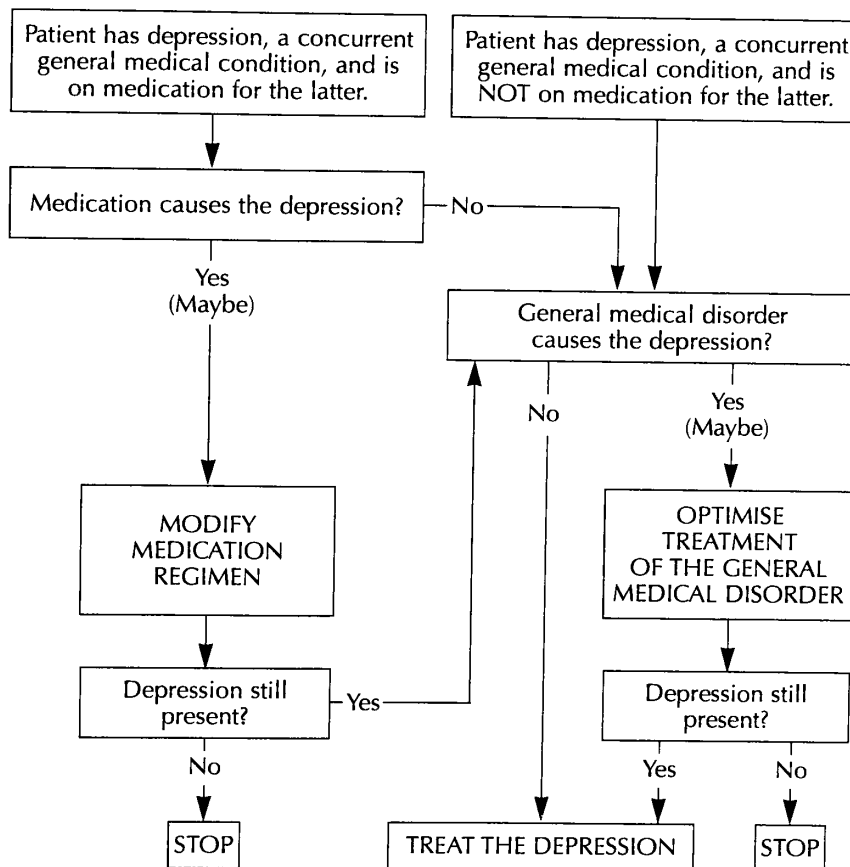 Patient has depression, a concurrent
general medical condition, and is
on medication for the latter.
Patient has depression, a concurrent
general medical condition, and is
NOT on medication for the latter.
Medication causes the depression?
No
Yes
(Maybe)
General medical disorder
causes the depression?
No
Yes
(Maybe)
MODIFY
MEDICATION
REGIMEN
OPTIMISE
TREATMENT
OF THE GENERAL
MEDICAL DISORDER
Depression still
present?
Yes
Depression still
present?
No
Yes
No
STOP
TREAT THE DEPRESSION
STOP